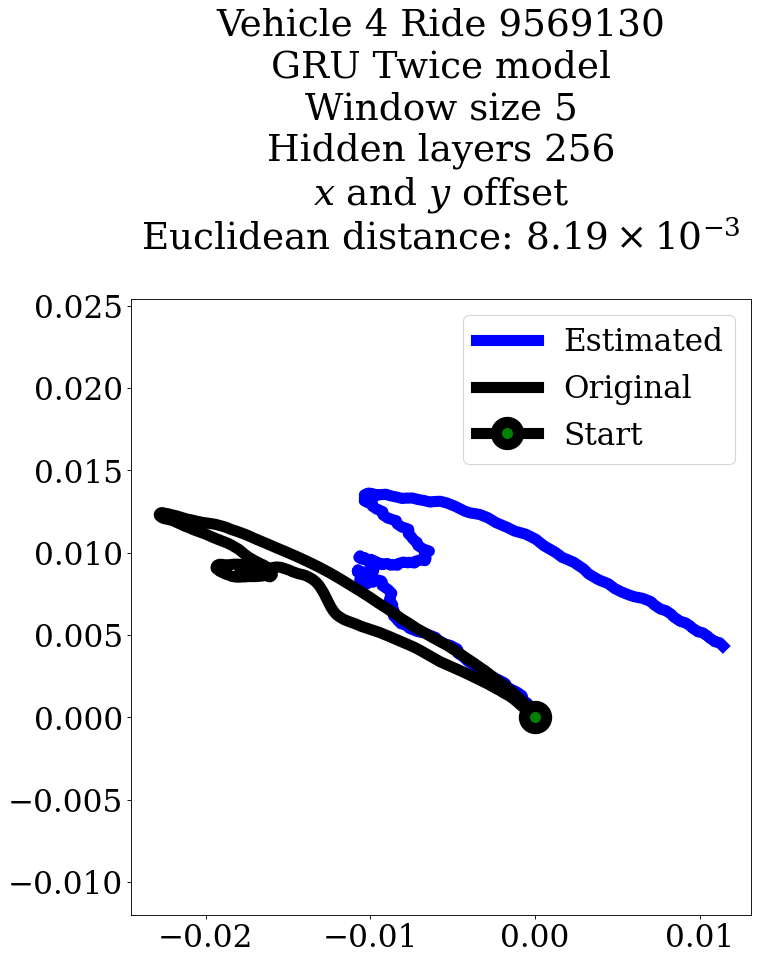 Vehicle 4 Ride 9569130
GRU Twice model
Window size 5
Hidden layers 256
x and y offset
Euclidean distance: 8.19 × 10⁻³
0.025
0.020
0.015
0.010
0.005
0.000
−0.005
−0.010
Estimated
Original
Start
−0.02
−0.01
0.00
0.01